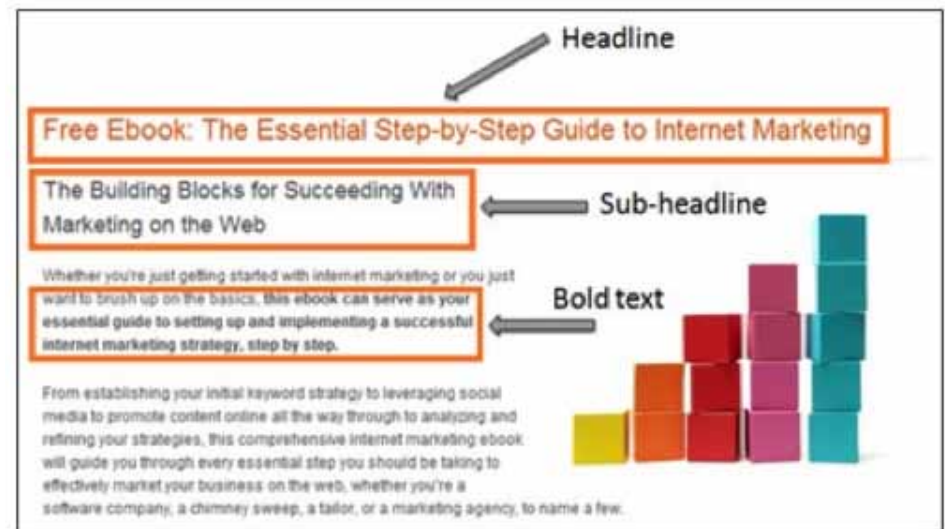 Headline
Free Ebook: The Essential Step-by-Step Guide to Internet Marketing
The Building Blocks for Succeeding With
Marketing on the Web
Sub-headline
Whether you're just getting started with internet marketing or you just
want to brush up on the basics, this ebook can serve as your
essential guide to setting up and implementing a successful
internet marketing strategy, step by step.
Bold text
From establishing your initial keyword strategy to leveraging social
media to promote content online all the way through to analyzing and
refining your strategies, this comprehensive internet marketing ebook
will guide you through every essential step you should be taking to
effectively market your business on the web, whether you're a
software company, a chimney sweep, a tailor, or a marketing agency, to name a few.